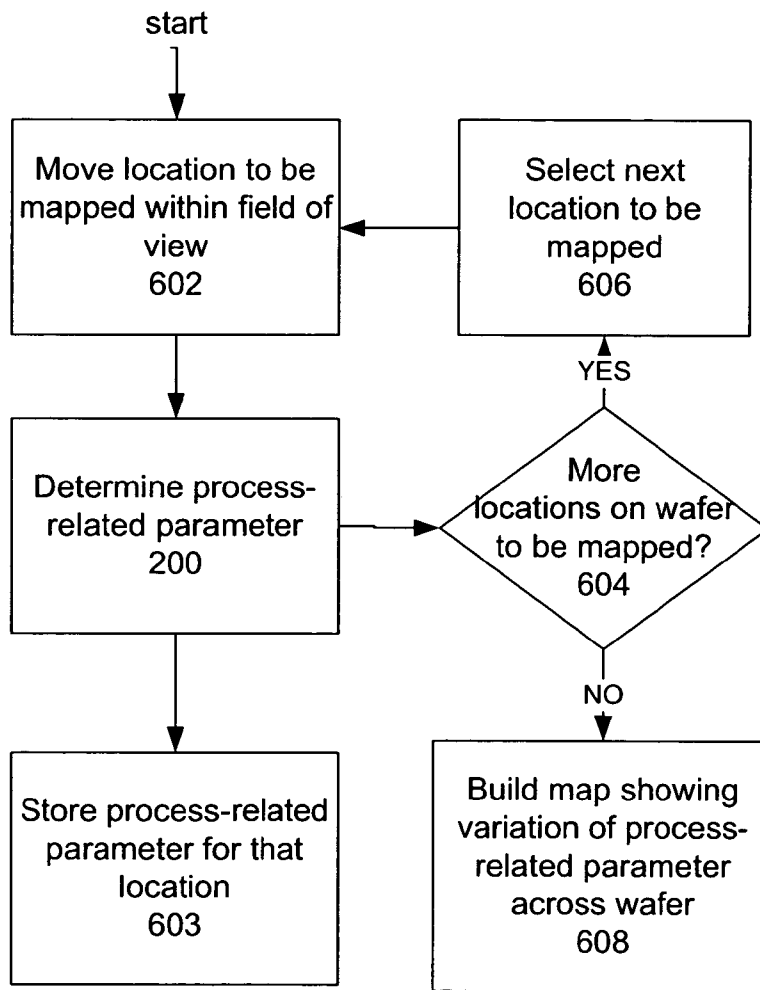 start
Move location to be
mapped within field of
view
602
Select next
location to be
mapped
606
YES
Determine process-
related parameter
200
More
locations on wafer
to be mapped?
604
NO
Store process-related
parameter for that
location
603
Build map showing
variation of process-
related parameter
across wafer
608